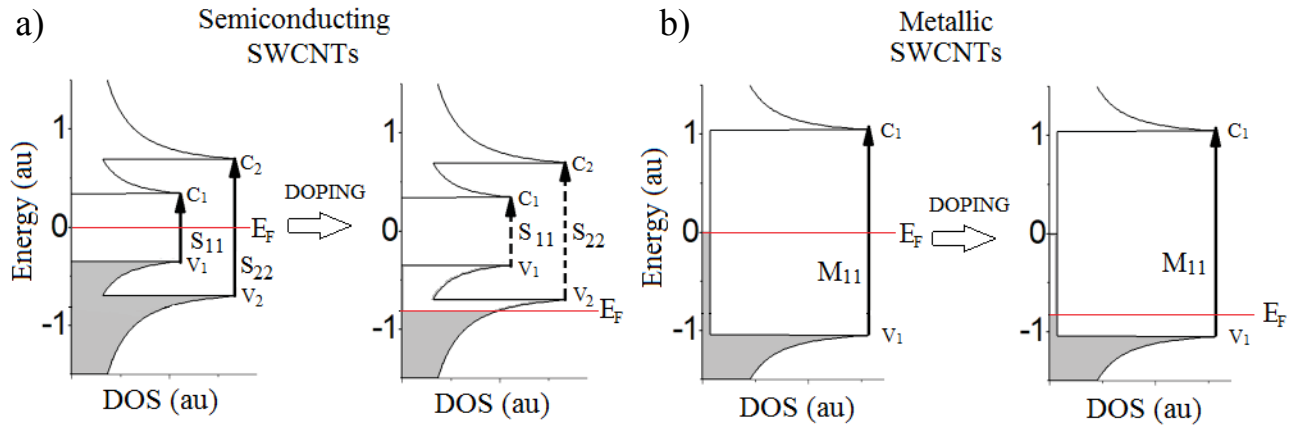 a)
Semiconducting
SWCNTs
Energy (au)
1
0
-1
C2
C1
S11
S22
V1
V2
EF
DOS (au)
DOPING
1
0
-1
C2
C1
S11
S22
V1
V2
EF
DOS (au)
b)
Metallic
SWCNTs
Energy (au)
1
0
-1
C1
EF
M11
V1
DOS (au)
DOPING
1
0
-1
C1
M11
EF
V1
DOS (au)